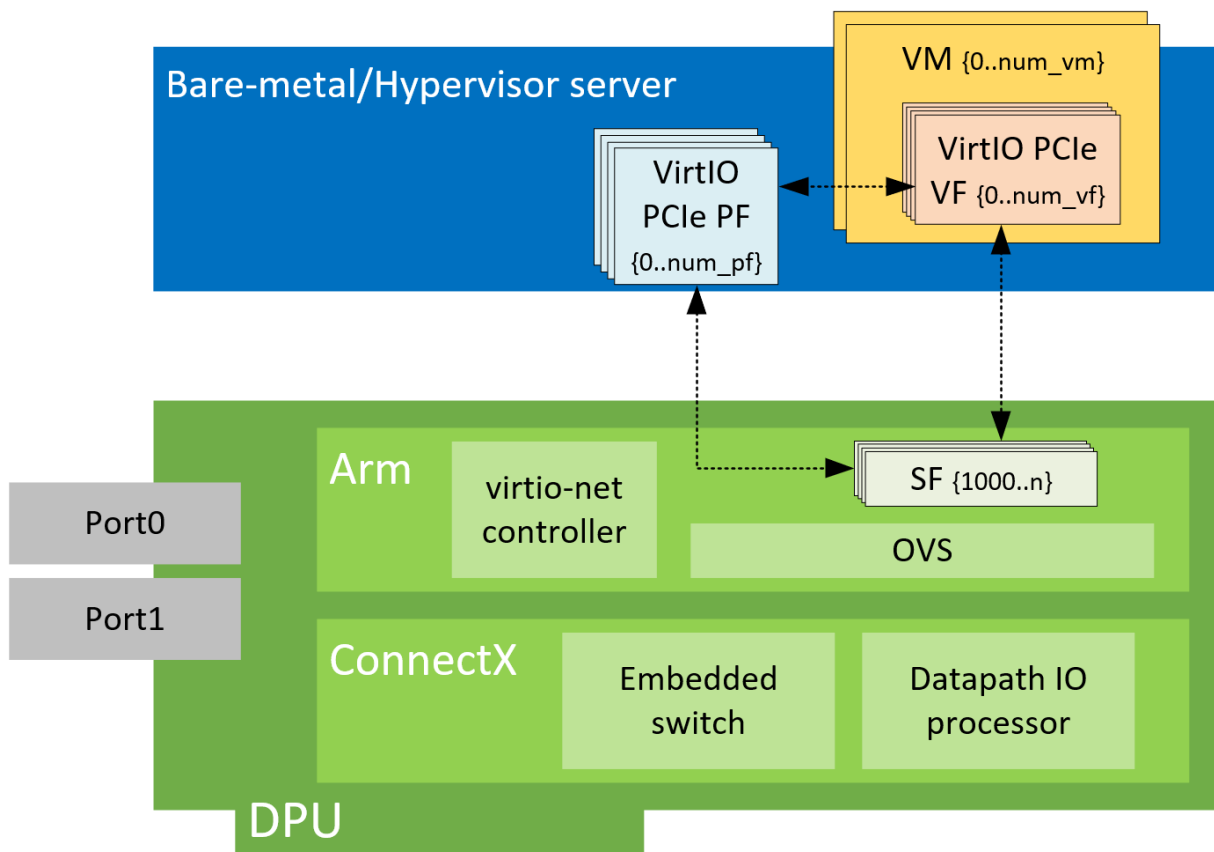 Bare-metal/Hypervisor server
VM {0..num_vm}
VirtIO PCIe
VF {0..num_vf}
VirtIO
PCIe PF
{0..num_pf}
Arm
virtio-net
controller
SF {1000..n}
OVS
Port0
Port1
ConnectX
Embedded
switch
Datapath IO
processor
DPU